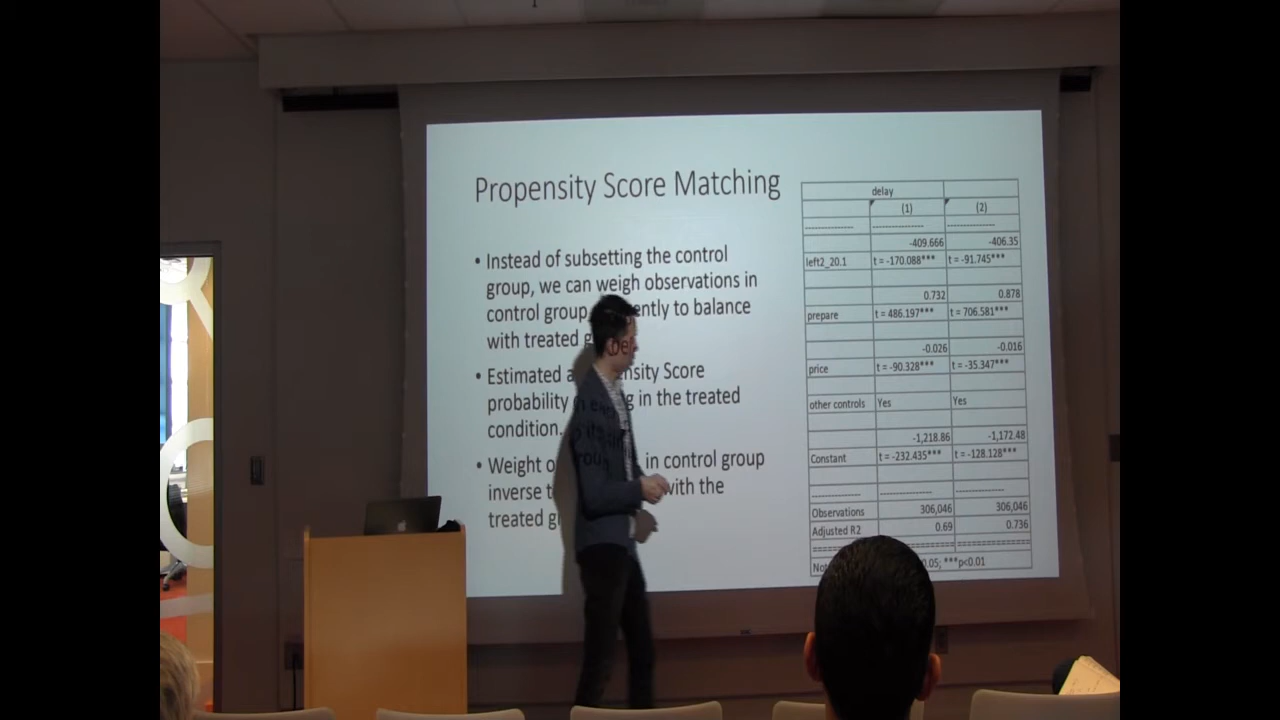 Propensity Score Matching
• Instead of subsetting the control
group, we can weigh observations in
control group ently to balance
with treated g
• Estimated a nsity Score
probability g in the treated
condition.
• Weight o in control group
inverse t with the
treated g
delay
(1) (2)
--------------- --------------- ---------------
-409.666 -406.35
left2_20.1 t = -170.088*** t = -91.745***
0.732 0.878
prepare t = 486.197*** t = 706.581***
-0.026 -0.016
price t = -90.328*** t = -35.347***
other controls Yes Yes
-1,218.86 -1,172.48
Constant t = -232.435*** t = -128.128***
--------------- --------------- ---------------
Observations 306,046 306,046
Adjusted R2 0.69 0.736
0.05; ***p<0.01